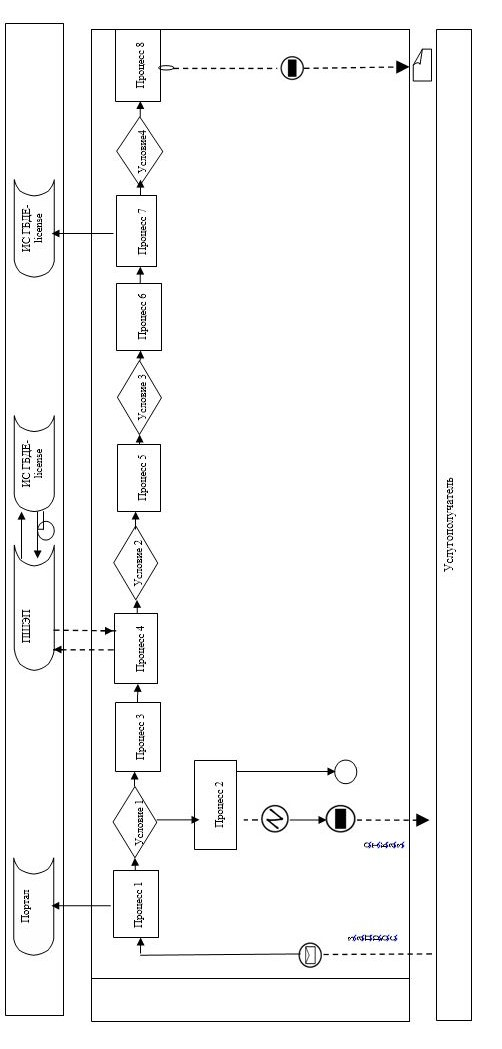 Портал
ПШЭП
ИС ГБДЕ-
license
ИС ГБДЕ-
license
Процесс 1
Условие 1
Процесс 3
Процесс 4
Условие 2
Процесс 5
Условие 3
Процесс 6
Процесс 7
Условие4
Процесс 8
Процесс 2
запрос
Услугополучатель